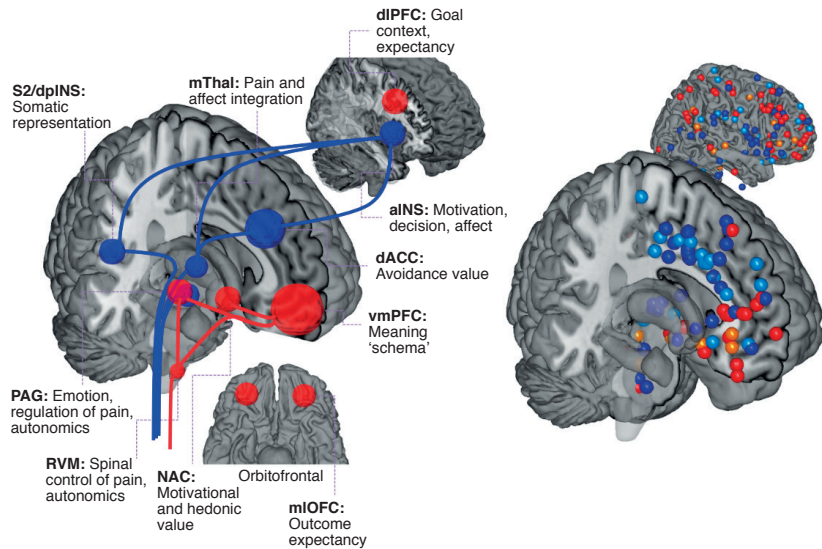 dlPFC: Goal
context,
expectancy
S2/dpINS:
Somatic
representation
mThal: Pain and
affect integration
aINS: Motivation,
decision, affect
dACC:
Avoidance value
vmPFC:
Meaning
‘schema’
PAG: Emotion,
regulation of pain,
autonomics
RVM: Spinal
control of pain,
autonomics
NAC:
Motivational
and hedonic
value
Orbitofrontal
mlOFC:
Outcome
expectancy